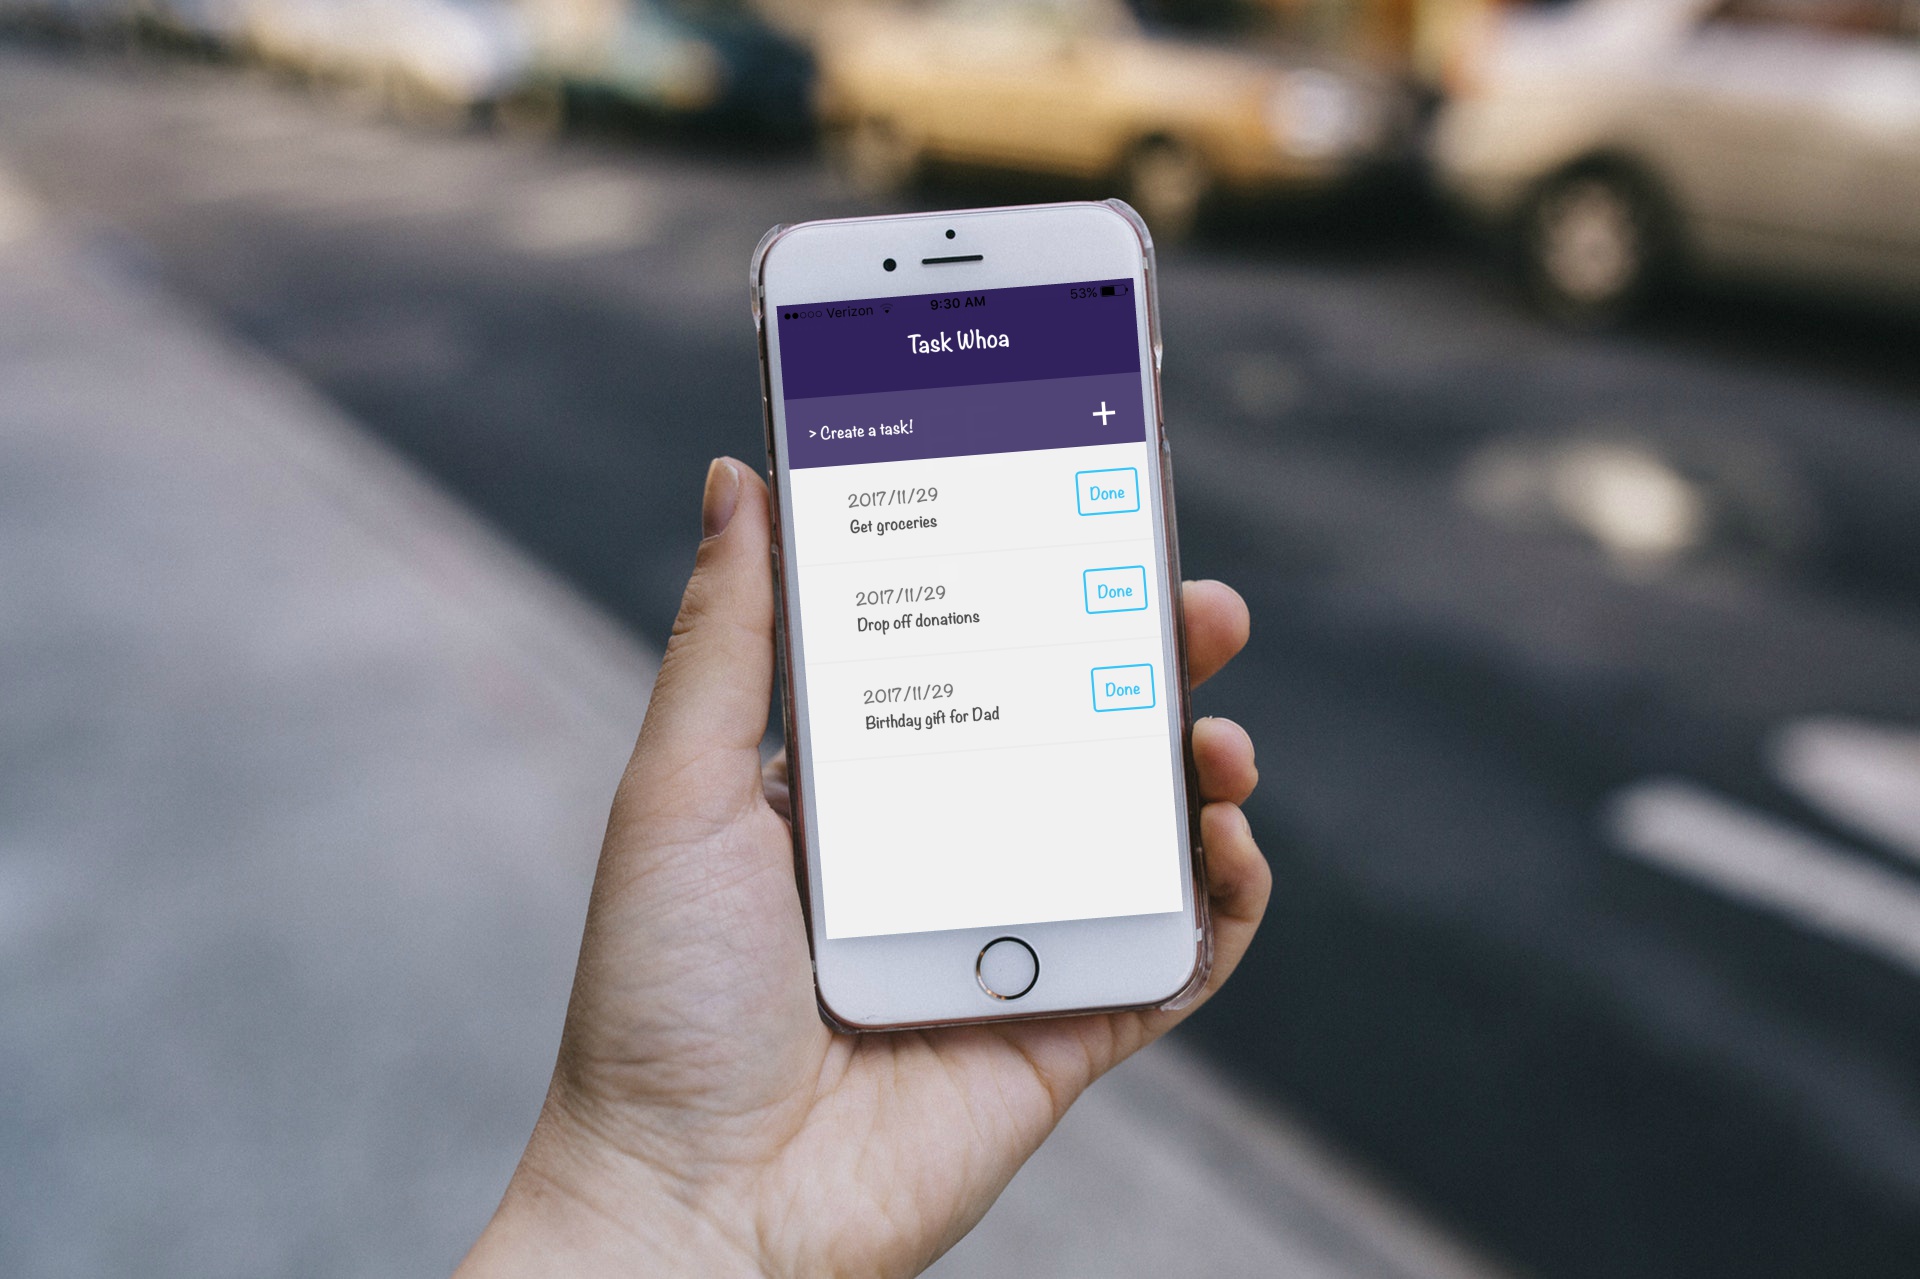 Verizon 9:30 AM 53%
Task Whoa
> Create a task! +
2017/11/29
Get groceries
Done
2017/11/29
Drop off donations
Done
2017/11/29
Birthday gift for Dad
Done